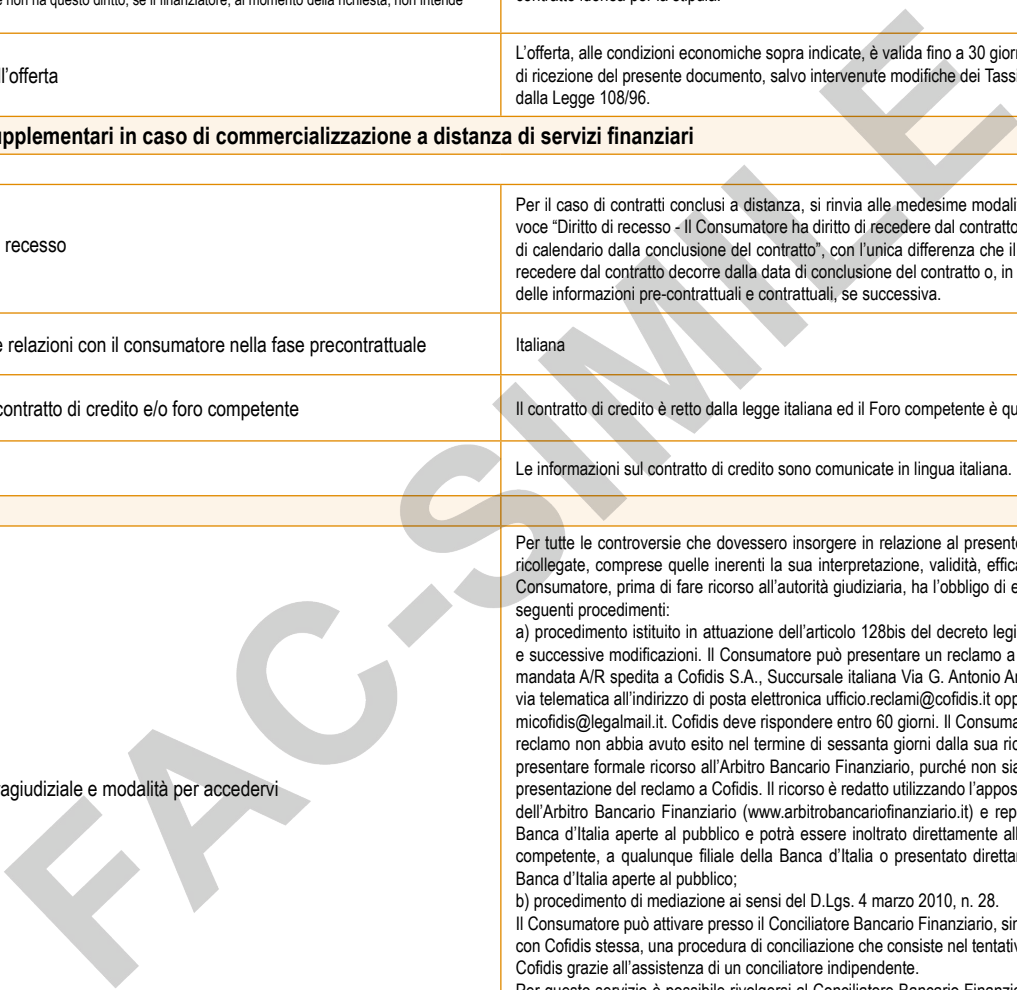 e non ha questo diritto, se il finanziatore, al momento della richiesta, non intende
contratto idonea per la stipula.
ll’offerta
L’offerta, alle condizioni economiche sopra indicate, è valida fino a 30 gior
di ricezione del presente documento, salvo intervenute modifiche dei Tassi
dalla Legge 108/96.
upplementari in caso di commercializzazione a distanza di servizi finanziari
recesso
Per il caso di contratti conclusi a distanza, si rinvia alle medesime modali
voce “Diritto di recesso - Il Consumatore ha diritto di recedere dal contratto
di calendario dalla conclusione del contratto”, con l’unica differenza che il
recedere dal contratto decorre dalla data di conclusione del contratto o, in
delle informazioni pre-contrattuali e contrattuali, se successiva.
e relazioni con il consumatore nella fase precontrattuale
Italiana
contratto di credito e/o foro competente
Il contratto di credito è retto dalla legge italiana ed il Foro competente è qu
Le informazioni sul contratto di credito sono comunicate in lingua italiana.
ragiudiziale e modalità per accedervi
Per tutte le controversie che dovessero insorgere in relazione al presente
ricollegate, comprese quelle inerenti la sua interpretazione, validità, effica
Consumatore, prima di fare ricorso all’autorità giudiziaria, ha l’obbligo di e
seguenti procedimenti:
a) procedimento istituito in attuazione dell’articolo 128bis del decreto legi
e successive modificazioni. Il Consumatore può presentare un reclamo a
mandata A/R spedita a Cofidis S.A., Succursale italiana Via G. Antonio A
via telematica all’indirizzo di posta elettronica ufficio.reclami@cofidis.it opp
micofidis@legalmail.it. Cofidis deve rispondere entro 60 giorni. Il Consuma
reclamo non abbia avuto esito nel termine di sessanta giorni dalla sua ric
presentare formale ricorso all’Arbitro Bancario Finanziario, purché non sia
presentazione del reclamo a Cofidis. Il ricorso è redatto utilizzando l’appos
dell’Arbitro Bancario Finanziario (www.arbitrobancariofinanziario.it) e rep
Banca d’Italia aperte al pubblico e potrà essere inoltrato direttamente all
competente, a qualunque filiale della Banca d’Italia o presentato diretta
Banca d’Italia aperte al pubblico;
b) procedimento di mediazione ai sensi del D.Lgs. 4 marzo 2010, n. 28.
Il Consumatore può attivare presso il Conciliatore Bancario Finanziario, sin
con Cofidis stessa, una procedura di conciliazione che consiste nel tentativ
Cofidis grazie all’assistenza di un conciliatore indipendente.
Per questo servizio è possibile rivolgersi al Conciliatore Bancario Finanzi
FAC-SIMILE